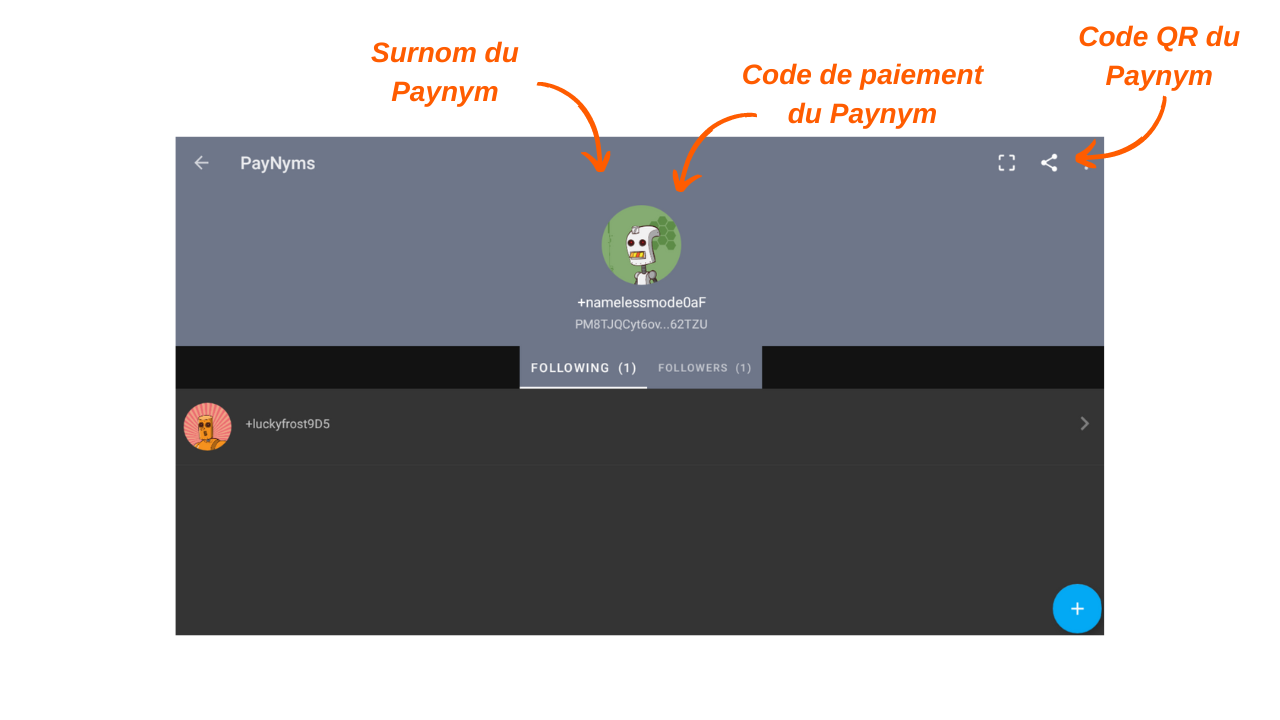 Surnom du
Paynym
Code de paiement
du Paynym
Code QR du
Paynym
PayNyms
+namelessmode0aF
PM8TJQCyt6ov...62TZU
FOLLOWING (1)
FOLLOWERS (1)
+luckyfrost9D5